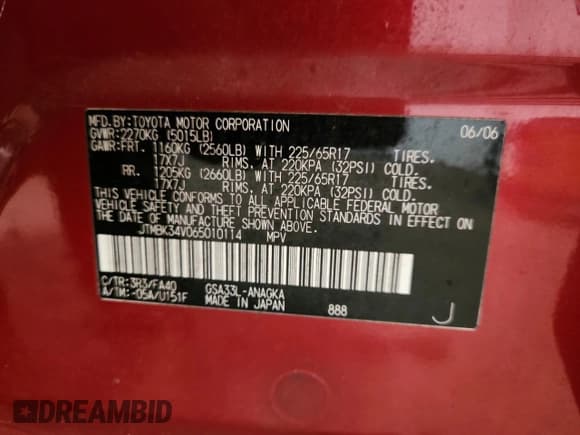 MFD.BY:TOYOTA MOTOR CORPORATION 06/06
GVWR:2270KG (5015LB)
GAWR:FRT. 1160KG (2560LB) WITH 225/65R17 TIRES.
17X7J RIMS, AT 220KPA (32PSI) COLD.
RR. 1205KG (2660LB) WITH 225/65R17 TIRES.
17X7J RIMS, AT 220KPA (32PSI) COLD.
THIS VEHICLE CONFORMS TO ALL APPLICABLE FEDERAL MOTOR
VEHICLE SAFETY AND THEFT PREVENTION STANDARDS IN EFFECT ON
THE DATE OF MANUFACTURE SHOWN ABOVE.
JTMBK34V065010114 MPV
C/TR:3R3/FA40 GSA33L-ANAGKA
A/TM:-05A/U151F MADE IN JAPAN 888 J
DREAMBID